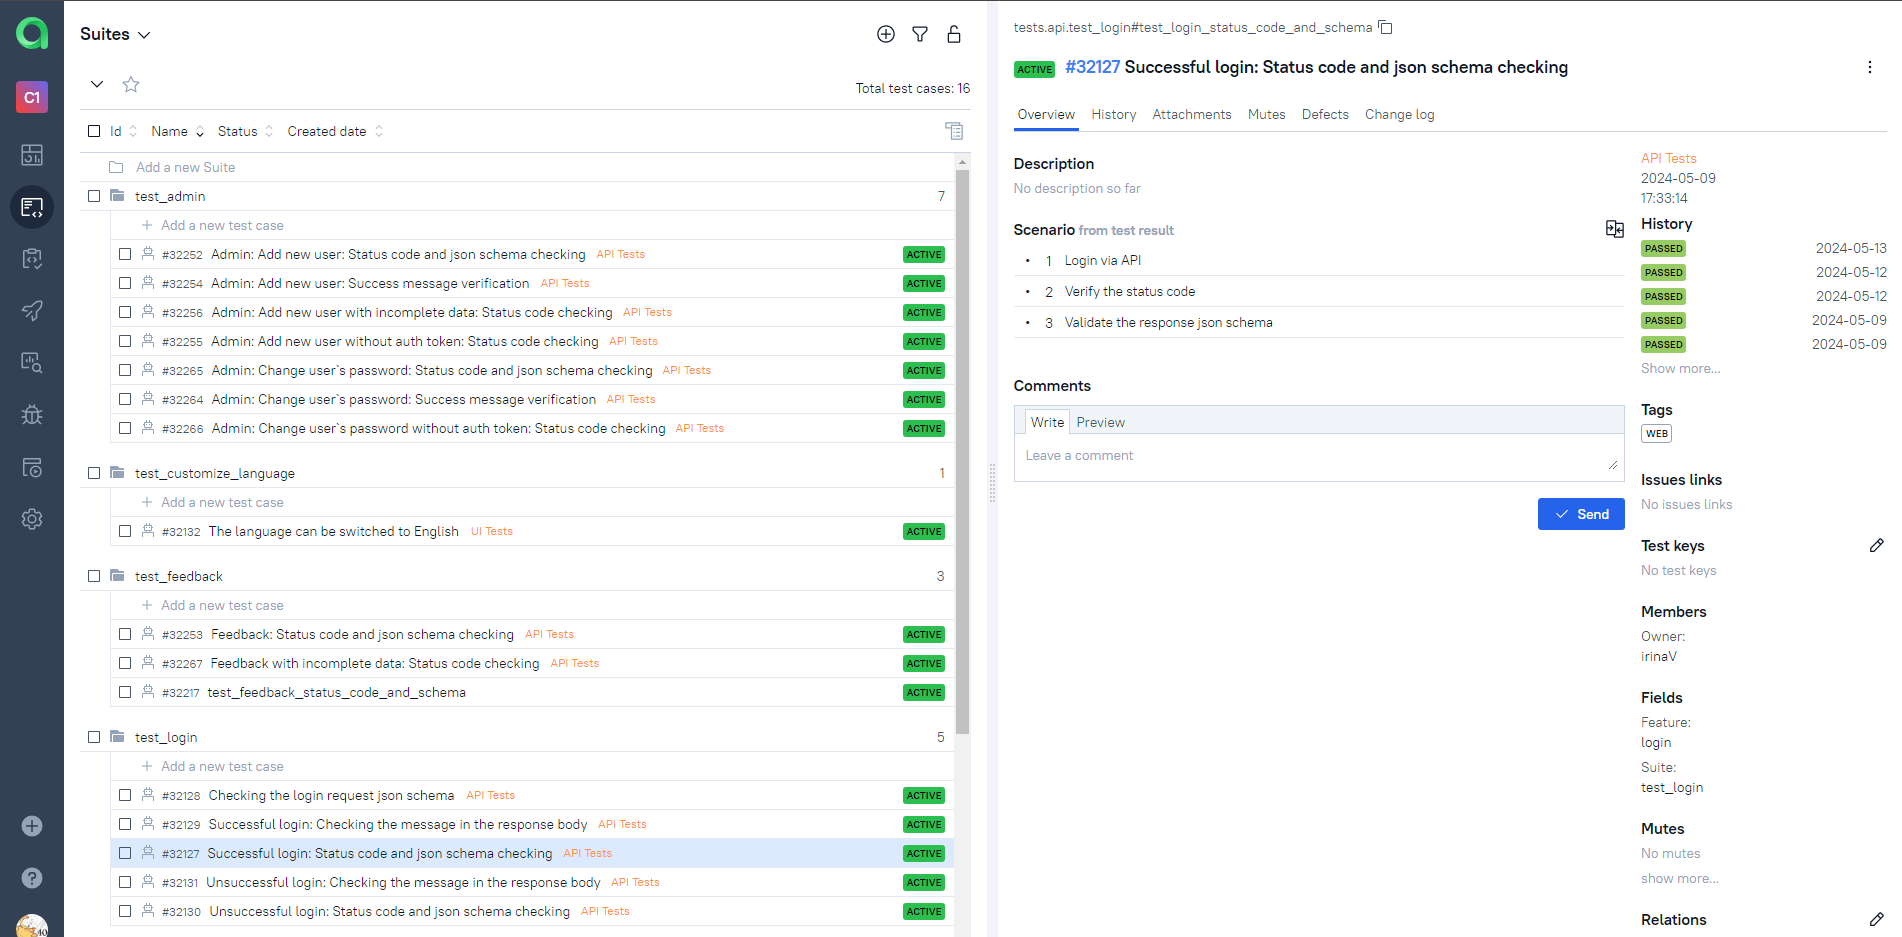 C1
Suites
Total test cases: 16
Id Name Status Created date
Add a new Suite
test_admin 7
Add a new test case
#32252 Admin: Add new user: Status code and json schema checking API Tests ACTIVE
#32254 Admin: Add new user: Success message verification API Tests ACTIVE
#32256 Admin: Add new user with incomplete data: Status code checking API Tests ACTIVE
#32255 Admin: Add new user without auth token: Status code checking API Tests ACTIVE
#32265 Admin: Change user`s password: Status code and json schema checking API Tests ACTIVE
#32264 Admin: Change user`s password: Success message verification API Tests ACTIVE
#32266 Admin: Change user`s password without auth token: Status code checking API Tests ACTIVE
test_customize_language 1
Add a new test case
#32132 The language can be switched to English UI Tests ACTIVE
test_feedback 3
Add a new test case
#32253 Feedback: Status code and json schema checking API Tests ACTIVE
#32267 Feedback with incomplete data: Status code checking API Tests ACTIVE
#32217 test_feedback_status_code_and_schema ACTIVE
test_login 5
Add a new test case
#32128 Checking the login request json schema API Tests ACTIVE
#32129 Successful login: Checking the message in the response body API Tests ACTIVE
#32127 Successful login: Status code and json schema checking API Tests ACTIVE
#32131 Unsuccessful login: Checking the message in the response body API Tests ACTIVE
#32130 Unsuccessful login: Status code and json schema checking API Tests ACTIVE
tests.api.test_login#test_login_status_code_and_schema
ACTIVE #32127 Successful login: Status code and json schema checking
Overview History Attachments Mutes Defects Change log
Description
No description so far
Scenario from test result
• 1 Login via API
• 2 Verify the status code
• 3 Validate the response json schema
Comments
Write Preview
Leave a comment
Send
API Tests
2024-05-09
17:33:14
History
PASSED 2024-05-13
PASSED 2024-05-12
PASSED 2024-05-12
PASSED 2024-05-09
PASSED 2024-05-09
Show more...
Tags
WEB
Issues links
No issues links
Test keys
No test keys
Members
Owner:
irinaV
Fields
Feature:
login
Suite:
test_login
Mutes
No mutes
show more...
Relations